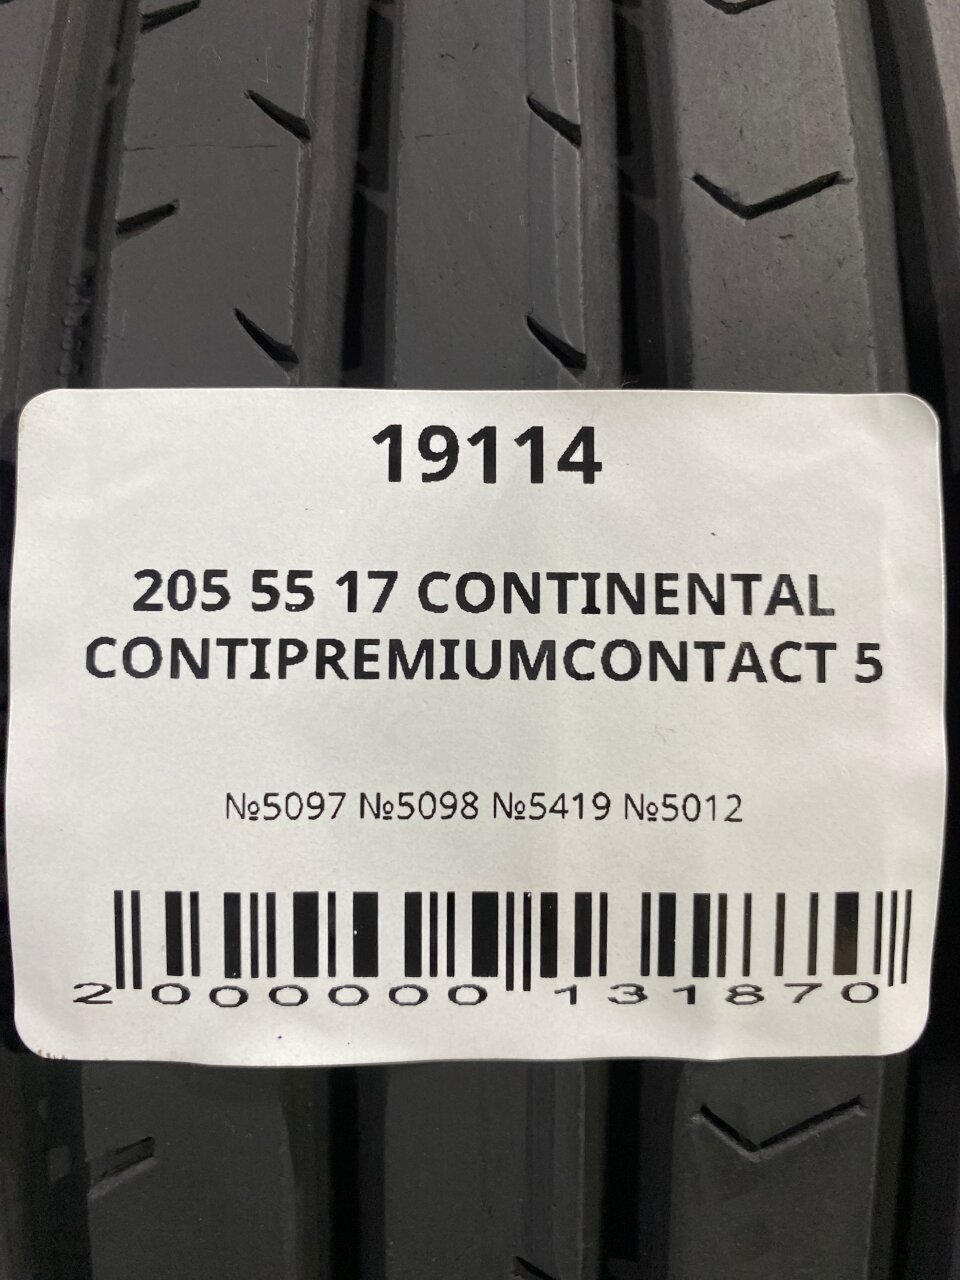 19114
205 55 17 CONTINENTAL
CONTIPREMIUMCONTACT 5
№5097 №5098 №5419 №5012
2 000000 131870